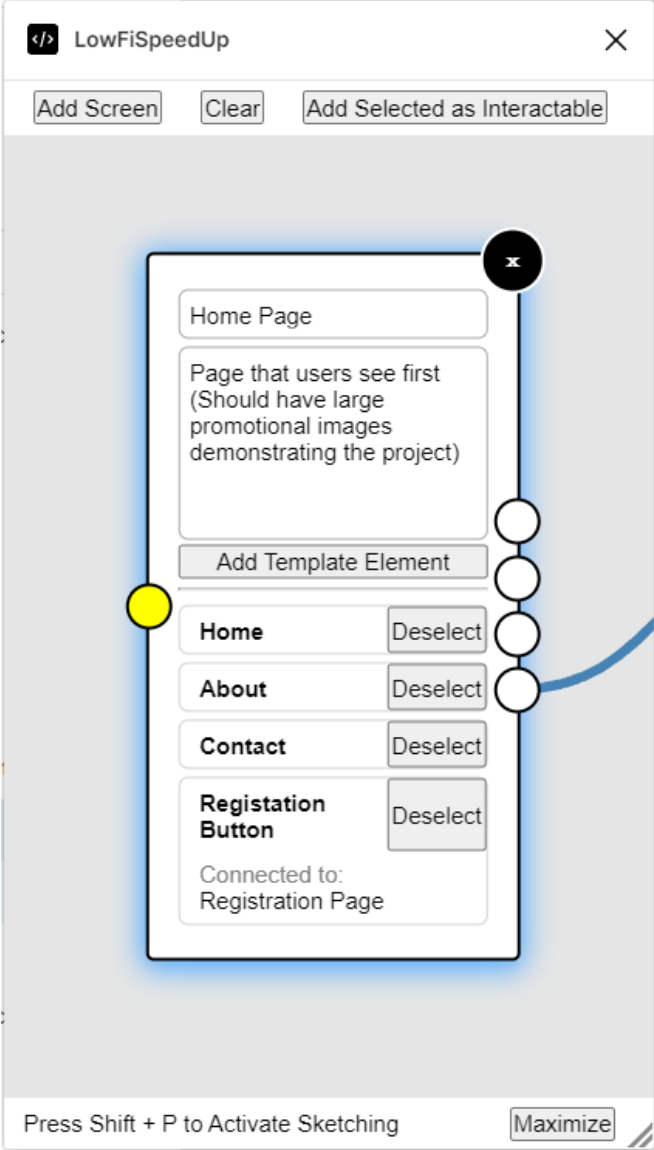 </> LowFiSpeedUp
Add Screen Clear Add Selected as Interactable
x
Home Page
Page that users see first
(Should have large
promotional images
demonstrating the project)
Add Template Element
Home Deselect
About Deselect
Contact Deselect
Registation
Button
Deselect
Connected to:
Registration Page
Press Shift + P to Activate Sketching Maximize